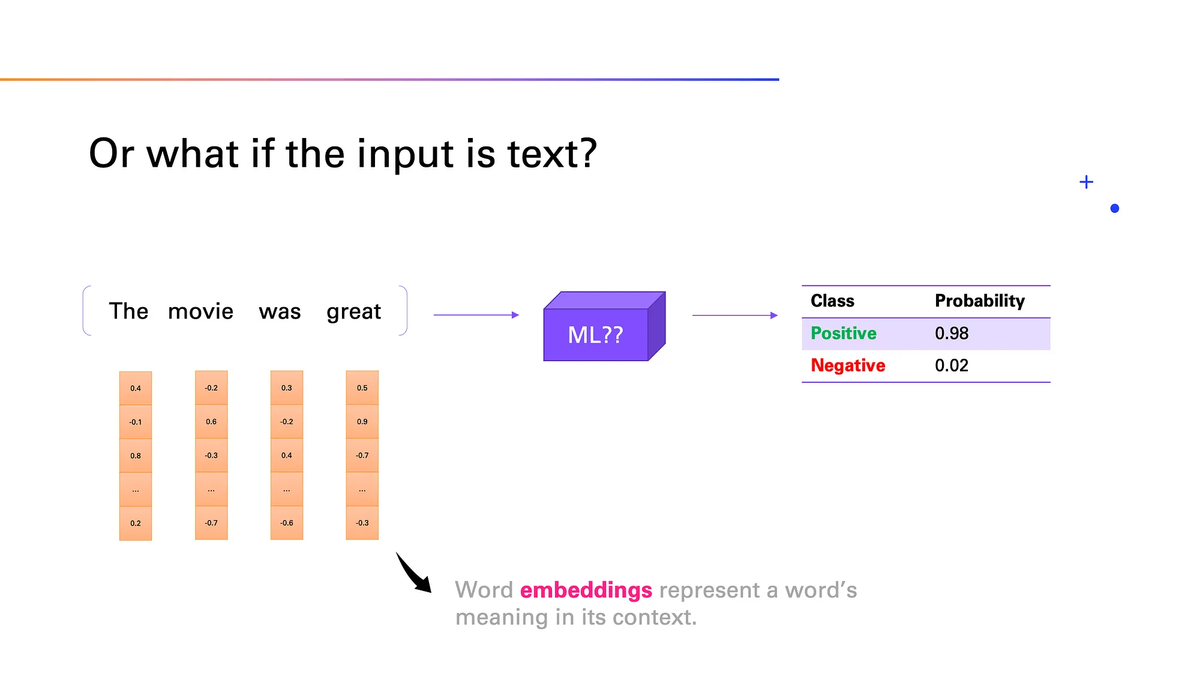 Or what if the input is text?
The movie was great
ML??
Class Probability
Positive 0.98
Negative 0.02
0.4 -0.2 0.3 0.5
-0.1 0.6 -0.2 0.9
0.8 -0.3 0.4 -0.7
... ... ... ...
0.2 -0.7 -0.6 -0.3
Word embeddings represent a word’s
meaning in its context.